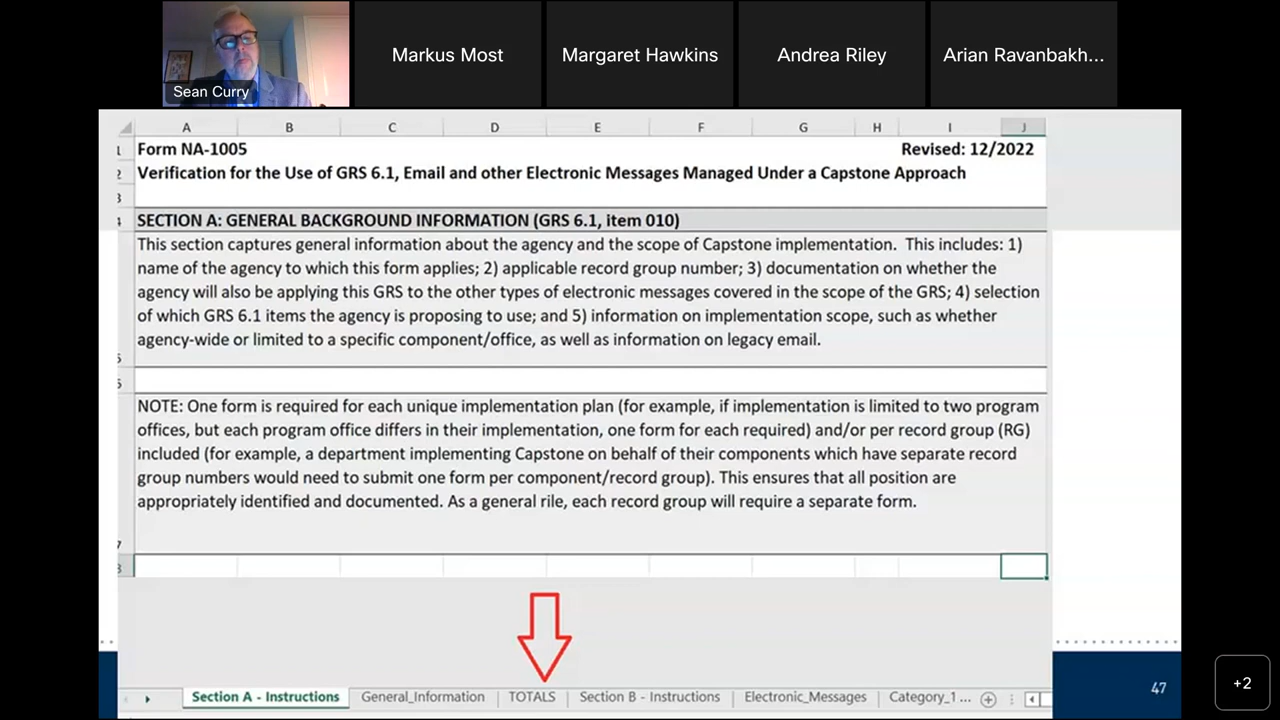 Sean Curry
Markus Most
Margaret Hawkins
Andrea Riley
Arian Ravanbakh...
A B C D E F G H I J
1 Form NA-1005 Revised: 12/2022
2 Verification for the Use of GRS 6.1, Email and other Electronic Messages Managed Under a Capstone Approach
3
4 SECTION A: GENERAL BACKGROUND INFORMATION (GRS 6.1, item 010)
This section captures general information about the agency and the scope of Capstone implementation. This includes: 1)
name of the agency to which this form applies; 2) applicable record group number; 3) documentation on whether the
agency will also be applying this GRS to the other types of electronic messages covered in the scope of the GRS; 4) selection
of which GRS 6.1 items the agency is proposing to use; and 5) information on implementation scope, such as whether
5 agency-wide or limited to a specific component/office, as well as information on legacy email.
6
NOTE: One form is required for each unique implementation plan (for example, if implementation is limited to two program
offices, but each program office differs in their implementation, one form for each required) and/or per record group (RG)
included (for example, a department implementing Capstone on behalf of their components which have separate record
group numbers would need to submit one form per component/record group). This ensures that all position are
appropriately identified and documented. As a general rile, each record group will require a separate form.
7
8
Section A - Instructions General_Information TOTALS Section B - Instructions Electronic_Messages Category_1 ...
47
+2